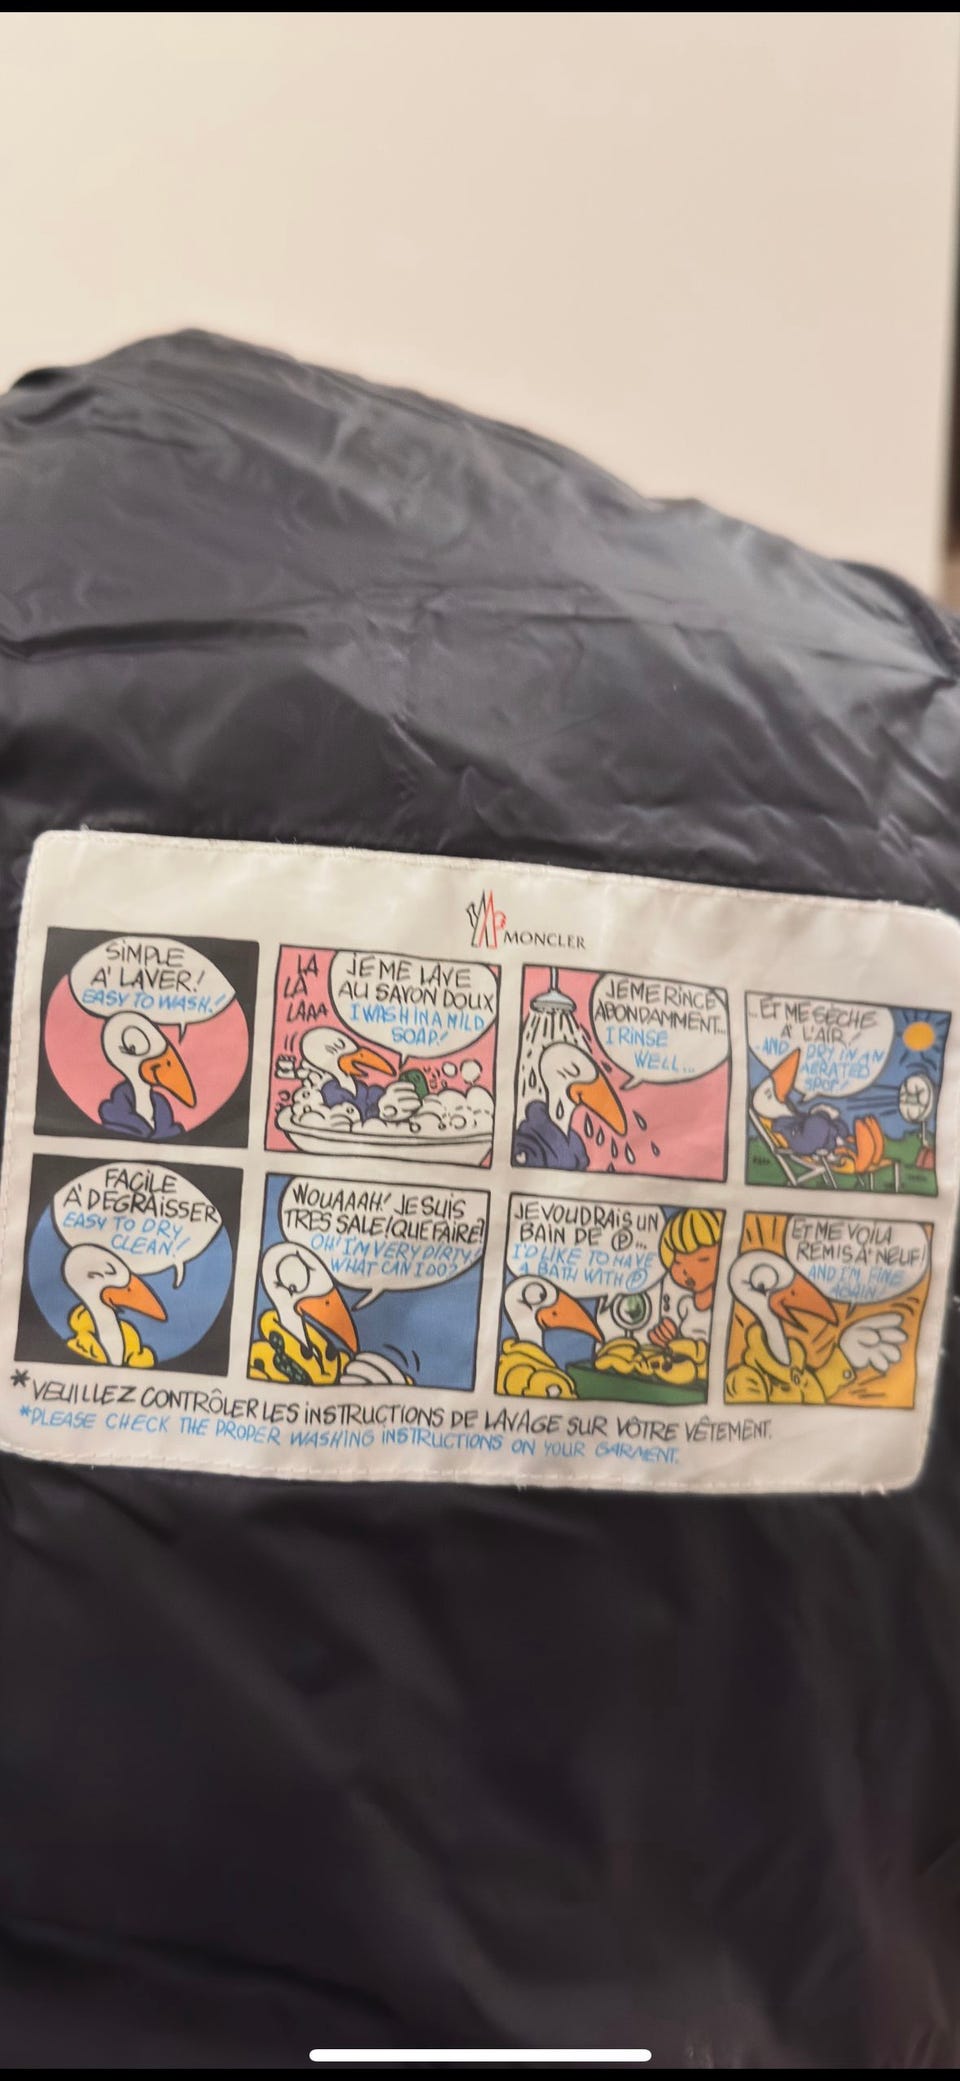 MONCLER
SIMPLE
A' LAVER!
EASY TO WASH!
LA
LÀ
LAAA
JE ME LAVE
AU SAVON DOUX
I WASH IN A MILD
SOAP!
JE ME RINCE
ABONDAMMENT...
I RINSE
WELL...
...ET ME SÈCHE
A' L'AIR!
...AND DRY IN AN
AERATED
SPOT!
FACILE
A' DEGRAISSER
EASY TO DRY
CLEAN!
WOUAAAH! JE SUIS
TRES SALE! QUE FAIRE?
OH! I'M VERY DIRTY!
WHAT CAN I DO?
JE VOUDRAIS UN
BAIN DE Ⓟ...
I'D LIKE TO HAVE
A BATH WITH Ⓟ
ET ME VOILA
REMIS A' NEUF!
AND I'M FINE
AGAIN!
*VEUILLEZ CONTRÔLER LES INSTRUCTIONS DE LAVAGE SUR VÔTRE VÊTEMENT.
*PLEASE CHECK THE PROPER WASHING INSTRUCTIONS ON YOUR GARMENT.